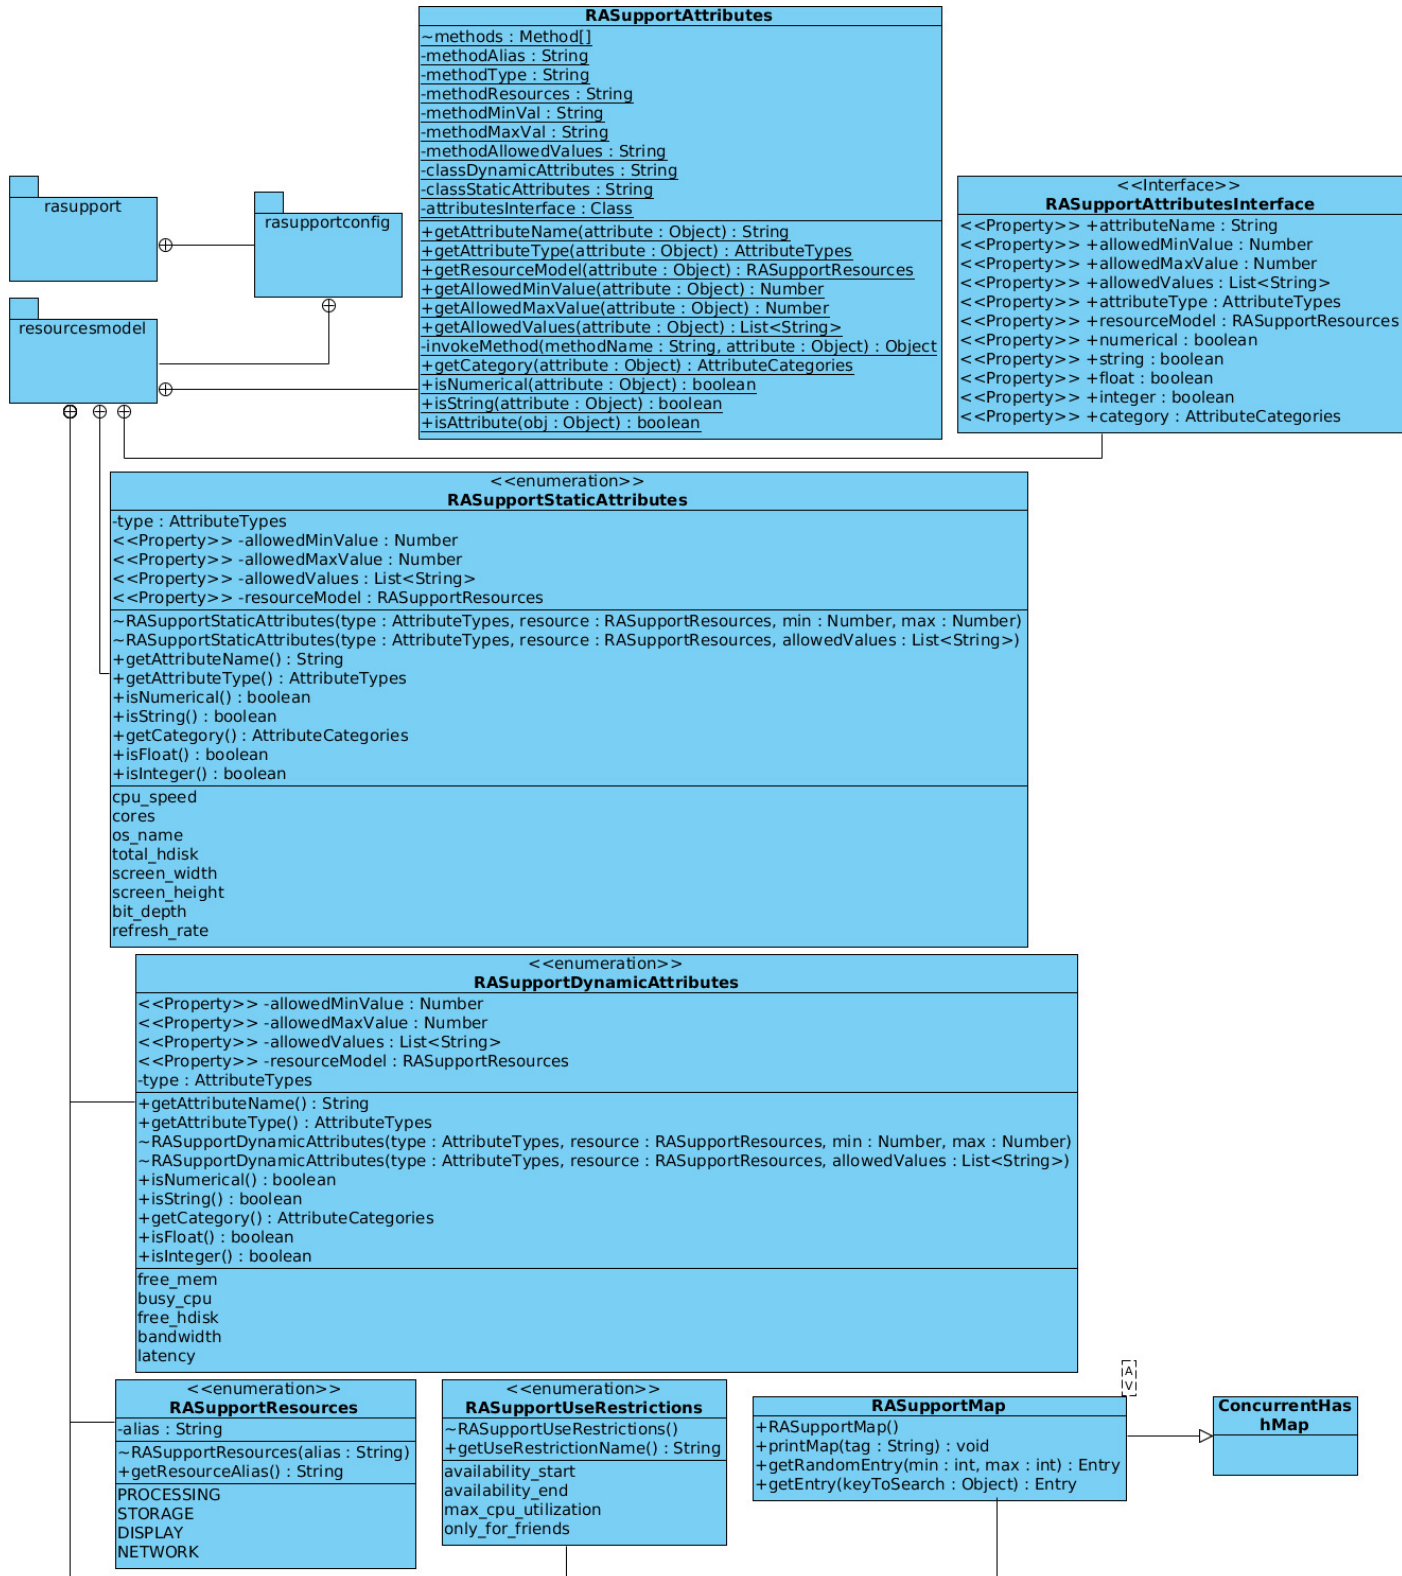 RASupportAttributes
~methods : Method[]
-methodAlias : String
-methodType : String
-methodResources : String
-methodMinVal : String
-methodMaxVal : String
-methodAllowedValues : String
-classDynamicAttributes : String
-classStaticAttributes : String
-attributesInterface : Class
+getAttributeName(attribute : Object) : String
+getAttributeType(attribute : Object) : AttributeTypes
+getResourceModel(attribute : Object) : RASupportResources
+getAllowedMinValue(attribute : Object) : Number
+getAllowedMaxValue(attribute : Object) : Number
+getAllowedValues(attribute : Object) : List<String>
-invokeMethod(methodName : String, attribute : Object) : Object
+getCategory(attribute : Object) : AttributeCategories
+isNumerical(attribute : Object) : boolean
+isString(attribute : Object) : boolean
+isAttribute(obj : Object) : boolean
rasupport
rasupportconfig
resourcesmodel
<<Interface>>
RASupportAttributesInterface
<<Property>> +attributeName : String
<<Property>> +allowedMinValue : Number
<<Property>> +allowedMaxValue : Number
<<Property>> +allowedValues : List<String>
<<Property>> +attributeType : AttributeTypes
<<Property>> +resourceModel : RASupportResources
<<Property>> +numerical : boolean
<<Property>> +string : boolean
<<Property>> +float : boolean
<<Property>> +integer : boolean
<<Property>> +category : AttributeCategories
<<enumeration>>
RASupportStaticAttributes
-type : AttributeTypes
<<Property>> -allowedMinValue : Number
<<Property>> -allowedMaxValue : Number
<<Property>> -allowedValues : List<String>
<<Property>> -resourceModel : RASupportResources
~RASupportStaticAttributes(type : AttributeTypes, resource : RASupportResources, min : Number, max : Number)
~RASupportStaticAttributes(type : AttributeTypes, resource : RASupportResources, allowedValues : List<String>)
+getAttributeName() : String
+getAttributeType() : AttributeTypes
+isNumerical() : boolean
+isString() : boolean
+getCategory() : AttributeCategories
+isFloat() : boolean
+isInteger() : boolean
cpu_speed
cores
os_name
total_hdisk
screen_width
screen_height
bit_depth
refresh_rate
<<enumeration>>
RASupportDynamicAttributes
<<Property>> -allowedMinValue : Number
<<Property>> -allowedMaxValue : Number
<<Property>> -allowedValues : List<String>
<<Property>> -resourceModel : RASupportResources
-type : AttributeTypes
+getAttributeName() : String
+getAttributeType() : AttributeTypes
~RASupportDynamicAttributes(type : AttributeTypes, resource : RASupportResources, min : Number, max : Number)
~RASupportDynamicAttributes(type : AttributeTypes, resource : RASupportResources, allowedValues : List<String>)
+isNumerical() : boolean
+isString() : boolean
+getCategory() : AttributeCategories
+isFloat() : boolean
+isInteger() : boolean
free_mem
busy_cpu
free_hdisk
bandwidth
latency
<<enumeration>>
RASupportResources
-alias : String
~RASupportResources(alias : String)
+getResourceAlias() : String
PROCESSING
STORAGE
DISPLAY
NETWORK
<<enumeration>>
RASupportUseRestrictions
~RASupportUseRestrictions()
+getUseRestrictionName() : String
availability_start
availability_end
max_cpu_utilization
only_for_friends
A
V
RASupportMap
+RASupportMap()
+printMap(tag : String) : void
+getRandomEntry(min : int, max : int) : Entry
+getEntry(keyToSearch : Object) : Entry
ConcurrentHas
hMap